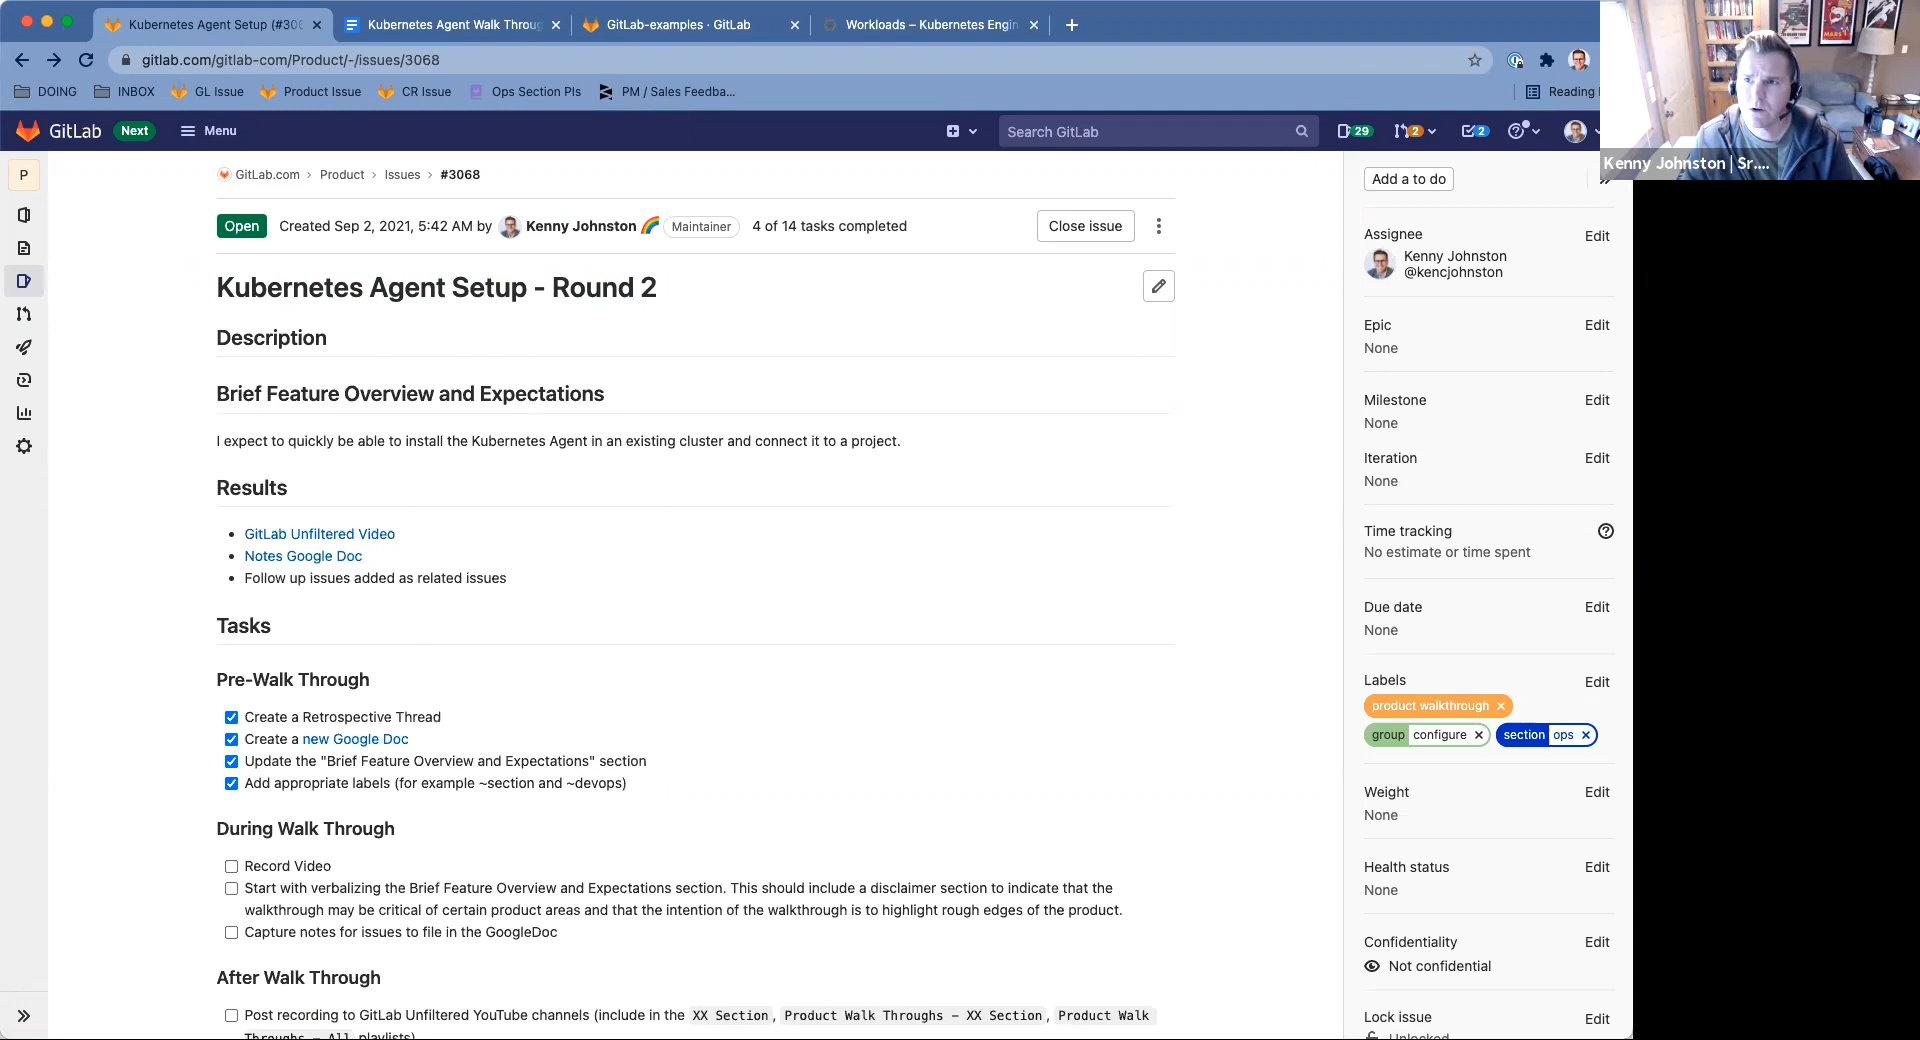 Kubernetes Agent Setup (#306
Kubernetes Agent Walk Throug
GitLab-examples · GitLab
Workloads – Kubernetes Engin
gitlab.com/gitlab-com/Product/-/issues/3068
DOING
INBOX
GL Issue
Product Issue
CR Issue
Ops Section PIs
PM / Sales Feedba...
Reading
GitLab
Next
Menu
Search GitLab
29
2
2
Kenny Johnston | Sr....
P
GitLab.com › Product › Issues › #3068
Open
Created Sep 2, 2021, 5:42 AM by Kenny Johnston
Maintainer
4 of 14 tasks completed
Close issue
Kubernetes Agent Setup - Round 2
Description
Brief Feature Overview and Expectations
I expect to quickly be able to install the Kubernetes Agent in an existing cluster and connect it to a project.
Results
GitLab Unfiltered Video
Notes Google Doc
Follow up issues added as related issues
Tasks
Pre-Walk Through
Create a Retrospective Thread
Create a new Google Doc
Update the "Brief Feature Overview and Expectations" section
Add appropriate labels (for example ~section and ~devops)
During Walk Through
Record Video
Start with verbalizing the Brief Feature Overview and Expectations section. This should include a disclaimer section to indicate that the
walkthrough may be critical of certain product areas and that the intention of the walkthrough is to highlight rough edges of the product.
Capture notes for issues to file in the GoogleDoc
After Walk Through
Post recording to GitLab Unfiltered YouTube channels (include in the XX Section, Product Walk Throughs - XX Section, Product Walk
Throughs - All playlists)
Add a to do
Assignee
Edit
Kenny Johnston
@kencjohnston
Epic
Edit
None
Milestone
Edit
None
Iteration
Edit
None
Time tracking
No estimate or time spent
Due date
Edit
None
Labels
Edit
product walkthrough
group configure
section ops
Weight
Edit
None
Health status
Edit
None
Confidentiality
Edit
Not confidential
Lock issue
Edit
Unlocked